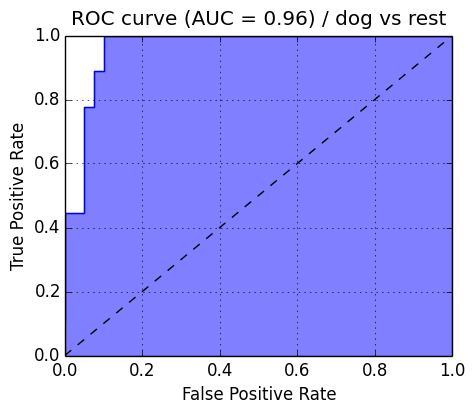 ROC curve (AUC = 0.96) / dog vs rest
1.0
0.8
0.6
0.4
0.2
0.0
True Positive Rate
0.0 0.2 0.4 0.6 0.8 1.0
False Positive Rate